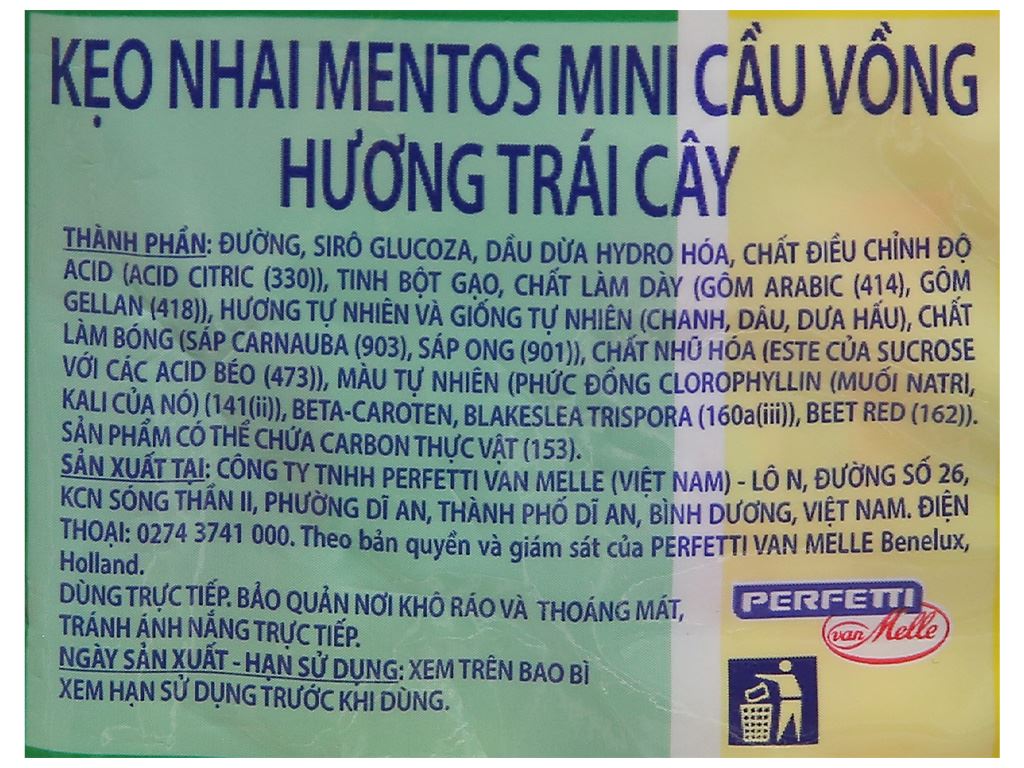 KẸO NHAI MENTOS MINI CẦU VỒNG
HƯƠNG TRÁI CÂY
THÀNH PHẦN: ĐƯỜNG, SIRÔ GLUCOZA, DẦU DỪA HYDRO HÓA, CHẤT ĐIỀU CHỈNH ĐỘ
ACID (ACID CITRIC (330)), TINH BỘT GẠO, CHẤT LÀM DÀY (GÔM ARABIC (414), GÔM
GELLAN (418)), HƯƠNG TỰ NHIÊN VÀ GIỐNG TỰ NHIÊN (CHANH, DÂU, DƯA HẤU), CHẤT
LÀM BÓNG (SÁP CARNAUBA (903), SÁP ONG (901)), CHẤT NHŨ HÓA (ESTE CỦA SUCROSE
VỚI CÁC ACID BÉO (473)), MÀU TỰ NHIÊN (PHỨC ĐỒNG CLOROPHYLLIN (MUỐI NATRI,
KALI CỦA NÓ) (141(ii)), BETA-CAROTEN, BLAKESLEA TRISPORA (160a(iii)), BEET RED (162)).
SẢN PHẨM CÓ THỂ CHỨA CARBON THỰC VẬT (153).
SẢN XUẤT TẠI: CÔNG TY TNHH PERFETTI VAN MELLE (VIỆT NAM) - LÔ N, ĐƯỜNG SỐ 26,
KCN SÓNG THẦN II, PHƯỜNG DĨ AN, THÀNH PHỐ DĨ AN, BÌNH DƯƠNG, VIỆT NAM. ĐIỆN
THOẠI: 0274 3741 000. Theo bản quyền và giám sát của PERFETTI VAN MELLE Benelux,
Holland.
DÙNG TRỰC TIẾP. BẢO QUẢN NƠI KHÔ RÁO VÀ THOÁNG MÁT,
TRÁNH ÁNH NẮNG TRỰC TIẾP.
NGÀY SẢN XUẤT - HẠN SỬ DỤNG: XEM TRÊN BAO BÌ
XEM HẠN SỬ DỤNG TRƯỚC KHI DÙNG.
PERFETTI
van Melle